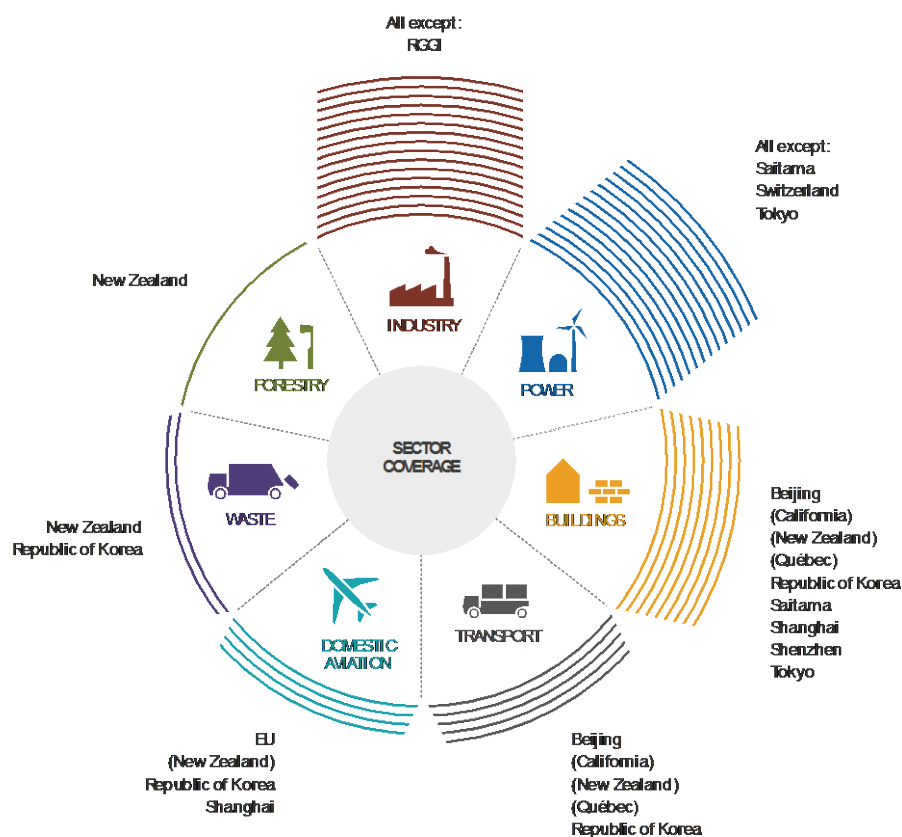 All except:
RGGI
All except:
Saitama
Switzerland
Tokyo
New Zealand
INDUSTRY
FORESTRY
POWER
SECTOR
COVERAGE
WASTE
BUILDINGS
New Zealand
Republic of Korea
Beijing
(California)
(New Zealand)
(Québec)
Republic of Korea
Saitama
Shanghai
Shenzhen
Tokyo
DOMESTIC
AVIATION
TRANSPORT
EU
(New Zealand)
Republic of Korea
Shanghai
Beijing
(California)
(New Zealand)
(Québec)
Republic of Korea